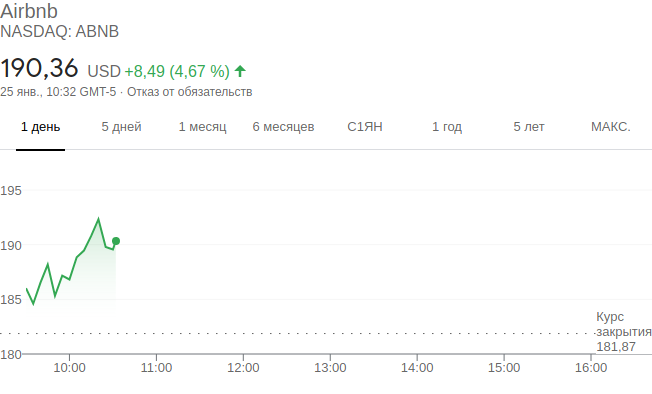 Airbnb
NASDAQ: ABNB
190,36 USD +8,49 (4,67 %)
25 янв., 10:32 GMT-5 · Отказ от обязательств
1 день 5 дней 1 месяц 6 месяцев С1ЯН 1 год 5 лет МАКС.
195
190
185
Курс
закрытия
181,87
180
10:00 11:00 12:00 13:00 14:00 15:00 16:00